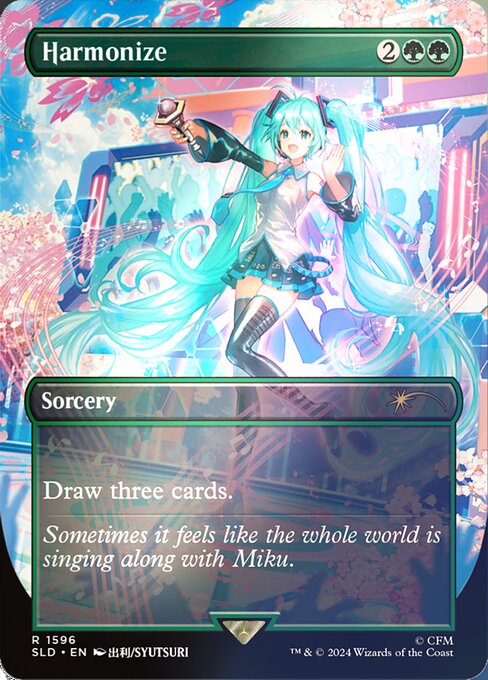 Harmonize 2
Sorcery
Draw three cards.
Sometimes it feels like the whole world is
singing along with Miku.
R 1596
SLD • EN 出利/SYUTSURI
© CFM
™ & © 2024 Wizards of the Coast